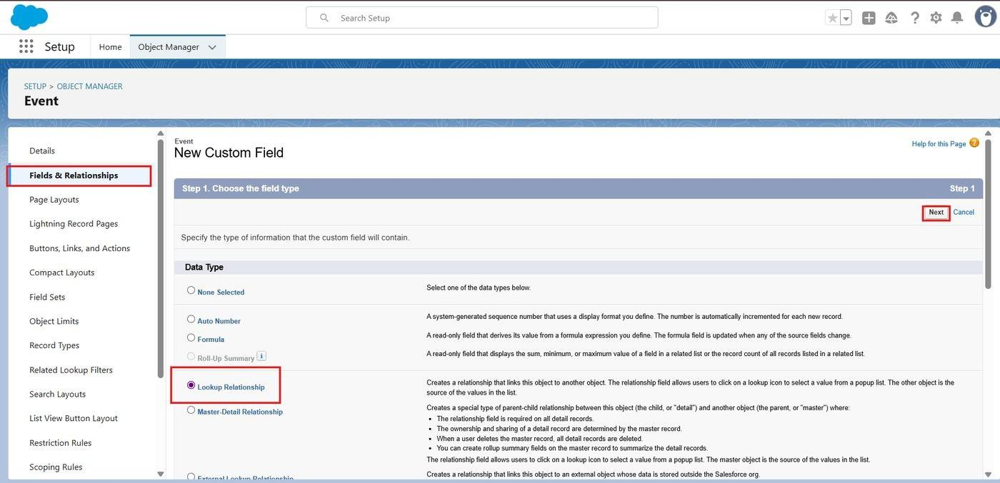 Search Setup
Setup
Home
Object Manager
SETUP > OBJECT MANAGER
Event
Details
Fields & Relationships
Page Layouts
Lightning Record Pages
Buttons, Links, and Actions
Compact Layouts
Field Sets
Object Limits
Record Types
Related Lookup Filters
Search Layouts
List View Button Layout
Restriction Rules
Scoping Rules
Event
New Custom Field
Help for this Page ?
Step 1. Choose the field type
Step 1
Next Cancel
Specify the type of information that the custom field will contain.
Data Type
None Selected
Select one of the data types below.
Auto Number
A system-generated sequence number that uses a display format you define. The number is automatically incremented for each new record.
Formula
A read-only field that derives its value from a formula expression you define. The formula field is updated when any of the source fields change.
Roll-Up Summary i
A read-only field that displays the sum, minimum, or maximum value of a field in a related list or the record count of all records listed in a related list.
Lookup Relationship
Creates a relationship that links this object to another object. The relationship field allows users to click on a lookup icon to select a value from a popup list. The other object is the
source of the values in the list.
Master-Detail Relationship
Creates a special type of parent-child relationship between this object (the child, or "detail") and another object (the parent, or "master") where:
• The relationship field is required on all detail records.
• The ownership and sharing of a detail record are determined by the master record.
• When a user deletes the master record, all detail records are deleted.
• You can create rollup summary fields on the master record to summarize the detail records.
The relationship field allows users to click on a lookup icon to select a value from a popup list. The master object is the source of the values in the list.
External Lookup Relationship
Creates a relationship that links this object to an external object whose data is stored outside the Salesforce org.